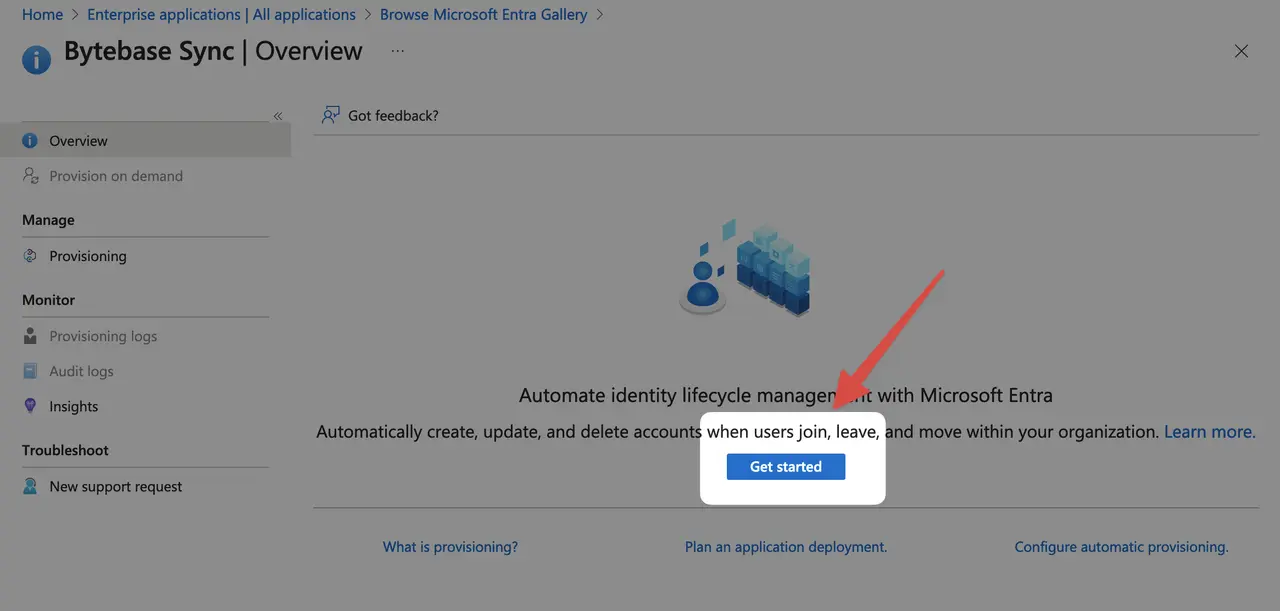 Home > Enterprise applications | All applications > Browse Microsoft Entra Gallery >
Bytebase Sync | Overview ...
Got feedback?
Overview
Provision on demand
Manage
Provisioning
Monitor
Provisioning logs
Audit logs
Insights
Troubleshoot
New support request
Automate identity lifecycle management with Microsoft Entra
Automatically create, update, and delete accounts when users join, leave, and move within your organization. Learn more.
Get started
What is provisioning?
Plan an application deployment.
Configure automatic provisioning.